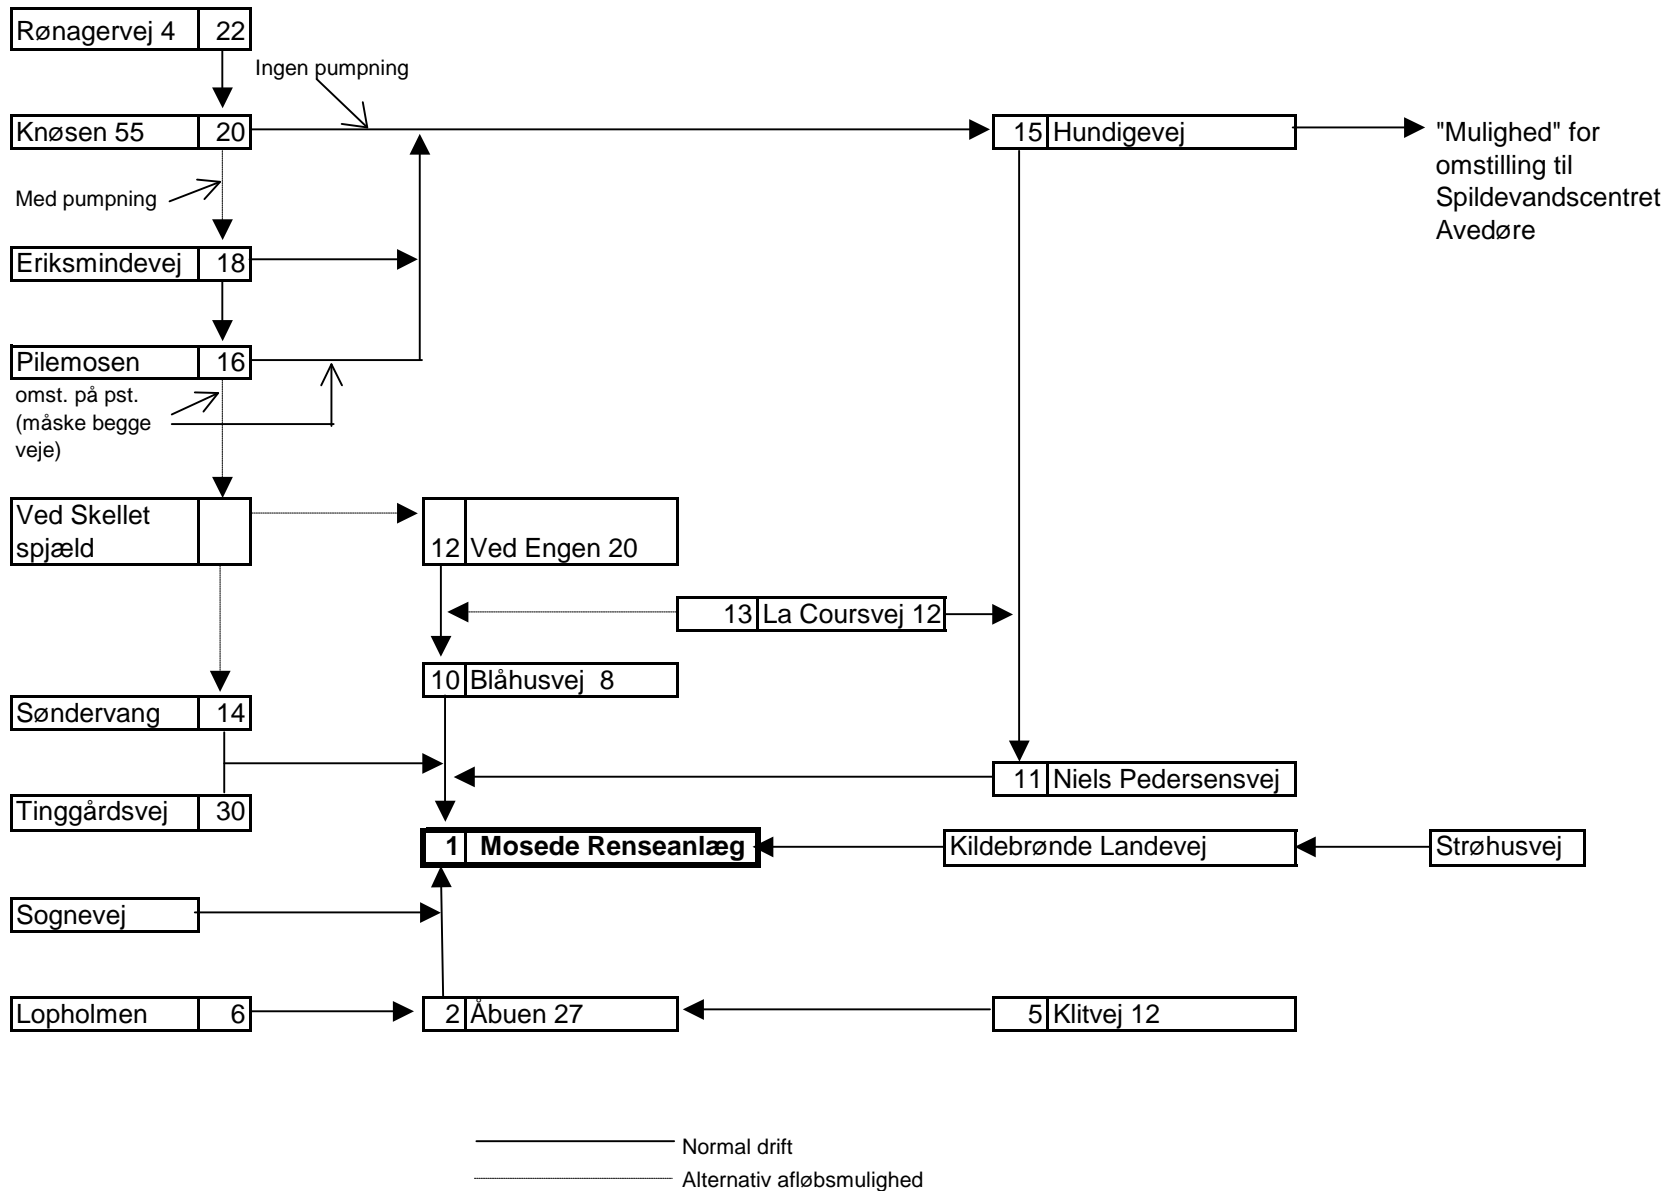 Rønagervej 4 22
Ingen pumpning
Knøsen 55 20
15 Hundigevej
"Mulighed" for
omstilling til
Spildevandscentret
Avedøre
Med pumpning
Eriksmindevej 18
Pilemosen 16
omst. på pst.
(måske begge
veje)
Ved Skellet
spjæld
12 Ved Engen 20
13 La Coursvej 12
10 Blåhusvej 8
Søndervang 14
11 Niels Pedersensvej
Tinggårdsvej 30
1 Mosede Renseanlæg
Kildebrønde Landevej
Strøhusvej
Sognevej
Lopholmen 6
2 Åbuen 27
5 Klitvej 12
Normal drift
Alternativ afløbsmulighed